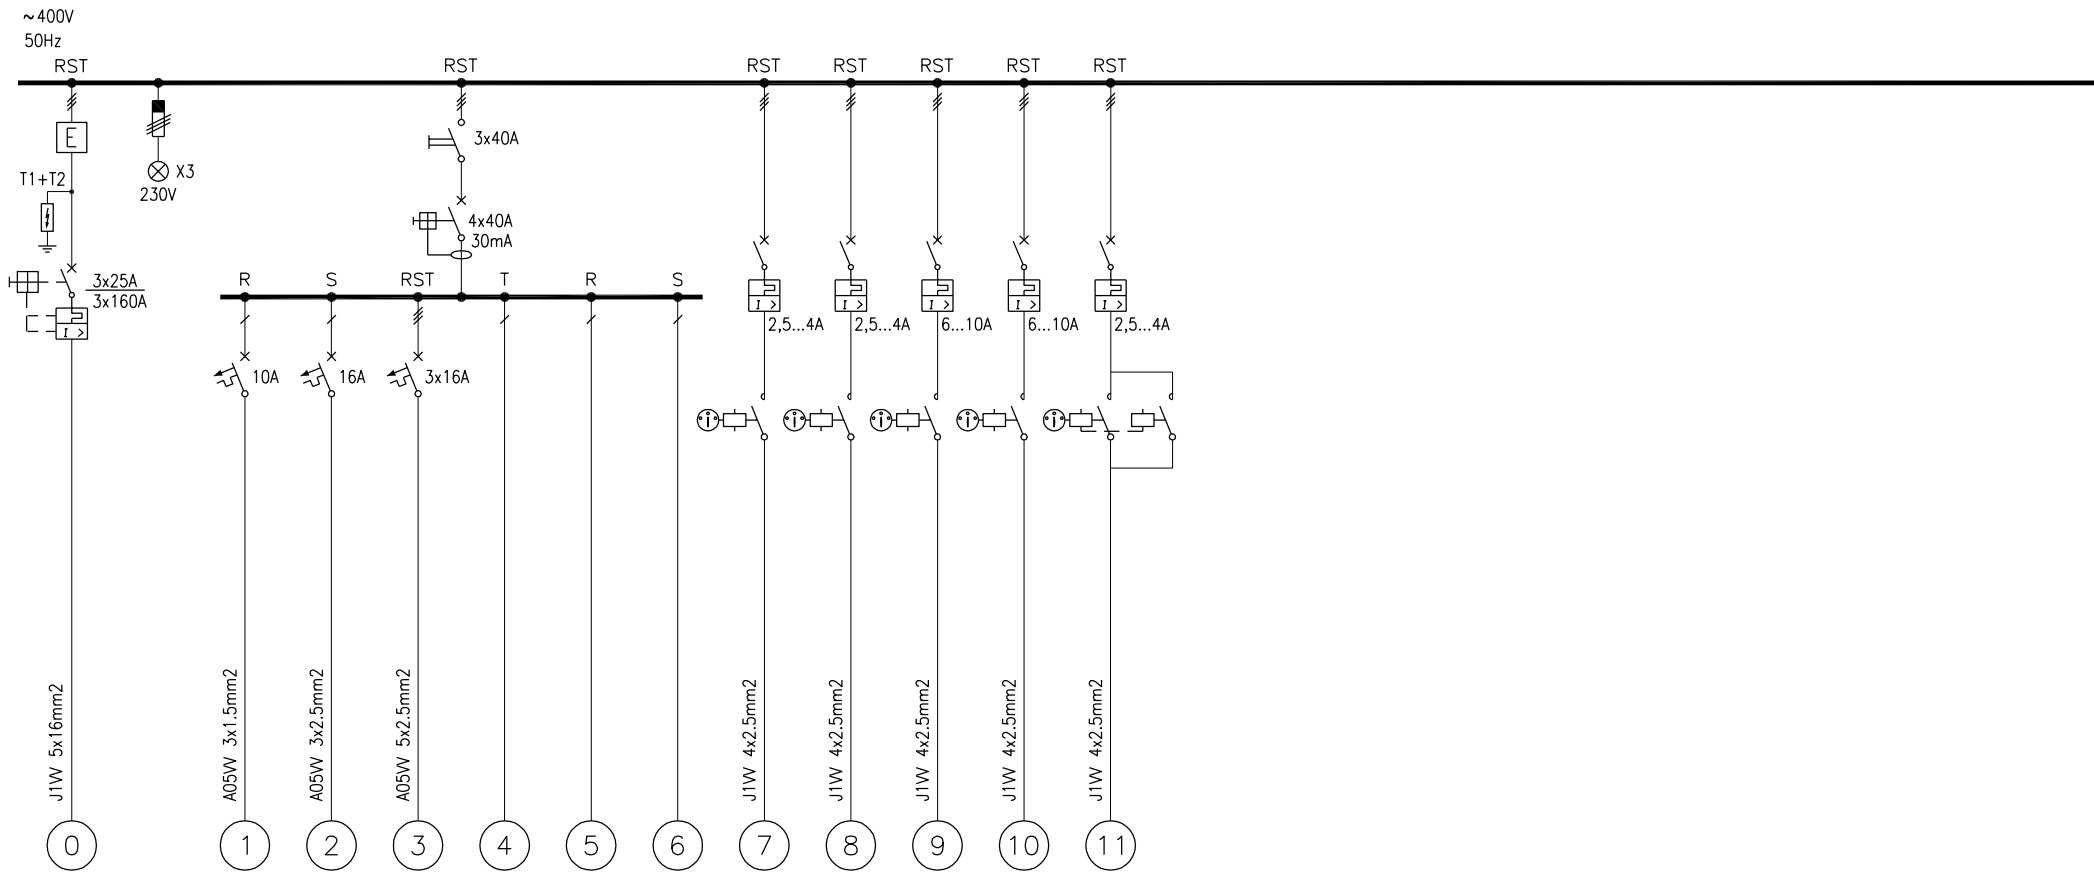 ~400V
50Hz
RST
RST
RST RST RST RST RST
E
3x40A
X3
T1+T2
230V
4x40A
30mA
3x25A
3x160A
R S RST T R S
I > I > I > I > I > I >
2,5...4A 2,5...4A 6...10A 6...10A 2,5...4A
10A 16A 3x16A
i i i i i
J1W 5x16mm2
A05W 3x1.5mm2
A05W 3x2.5mm2
A05W 5x2.5mm2
J1W 4x2.5mm2
J1W 4x2.5mm2
J1W 4x2.5mm2
J1W 4x2.5mm2
J1W 4x2.5mm2
0 1 2 3 4 5 6 7 8 9 10 11